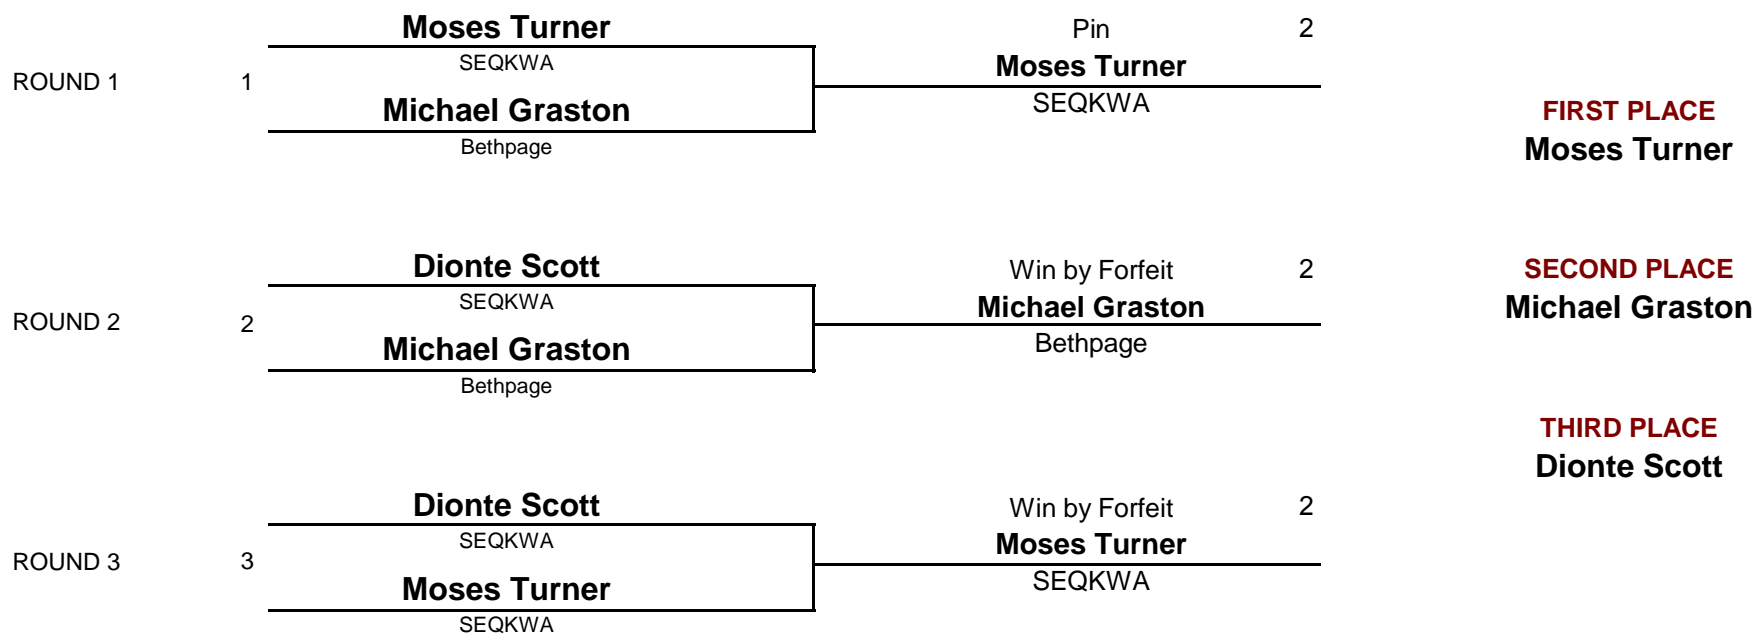 ROUND 1
1
Moses Turner
SEQKWA
Michael Graston
Bethpage
Pin
2
Moses Turner
SEQKWA
FIRST PLACE
Moses Turner
ROUND 2
2
Dionte Scott
SEQKWA
Michael Graston
Bethpage
Win by Forfeit
2
Michael Graston
Bethpage
SECOND PLACE
Michael Graston
THIRD PLACE
Dionte Scott
ROUND 3
3
Dionte Scott
SEQKWA
Moses Turner
SEQKWA
Win by Forfeit
2
Moses Turner
SEQKWA